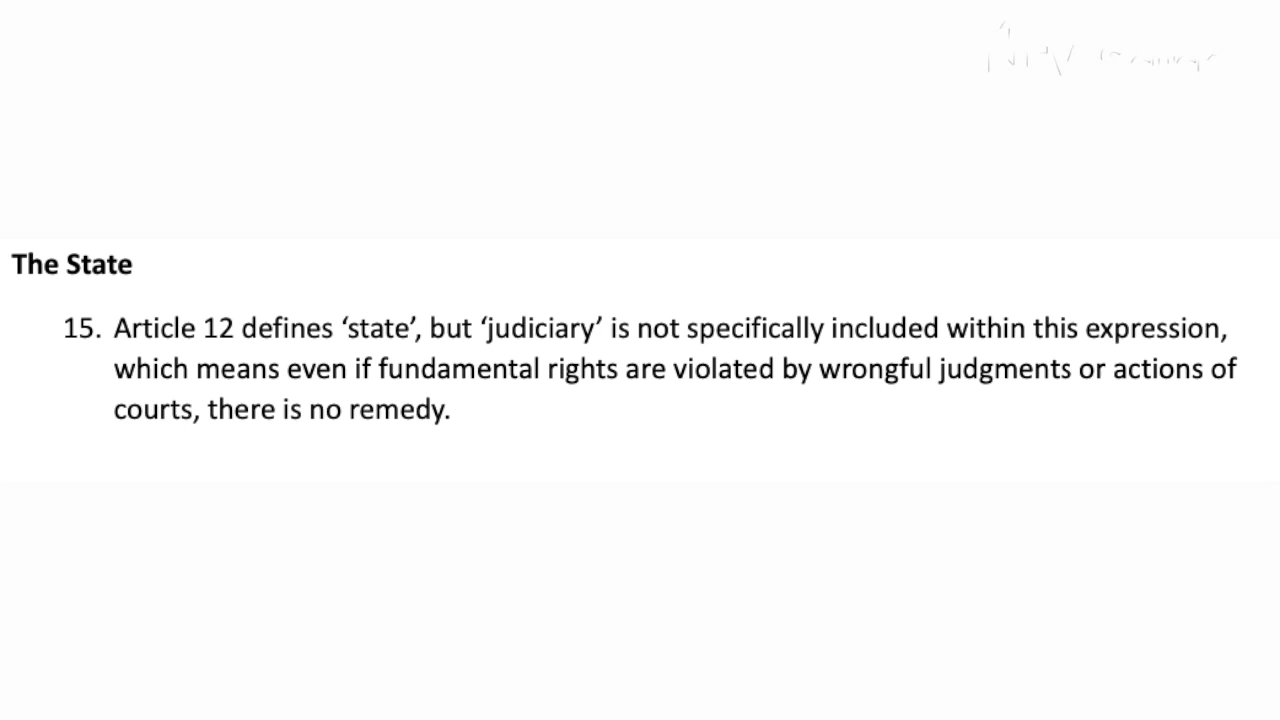 The State
15. Article 12 defines ‘state’, but ‘judiciary’ is not specifically included within this expression,
which means even if fundamental rights are violated by wrongful judgments or actions of
courts, there is no remedy.